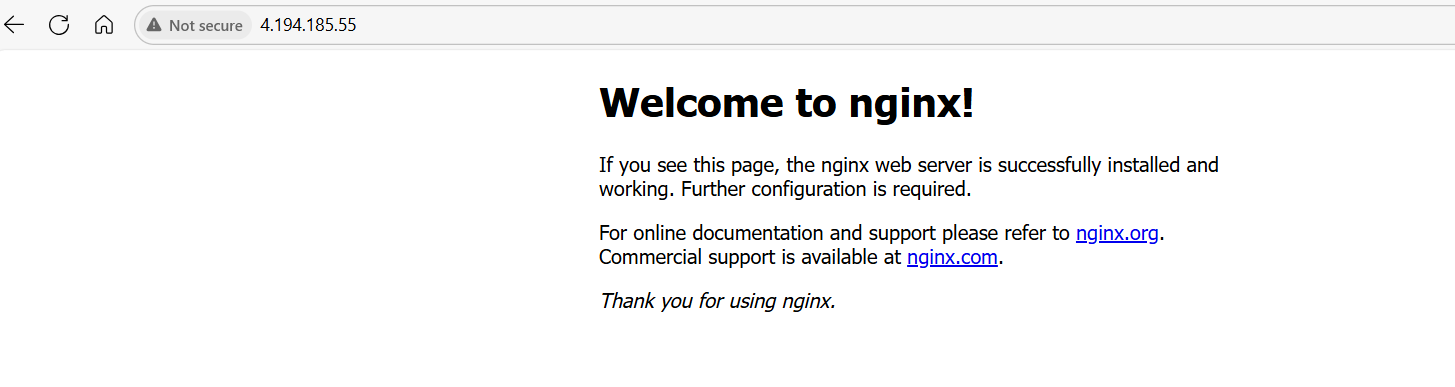 Not secure 4.194.185.55
Welcome to nginx!
If you see this page, the nginx web server is successfully installed and
working. Further configuration is required.
For online documentation and support please refer to nginx.org.
Commercial support is available at nginx.com.
Thank you for using nginx.